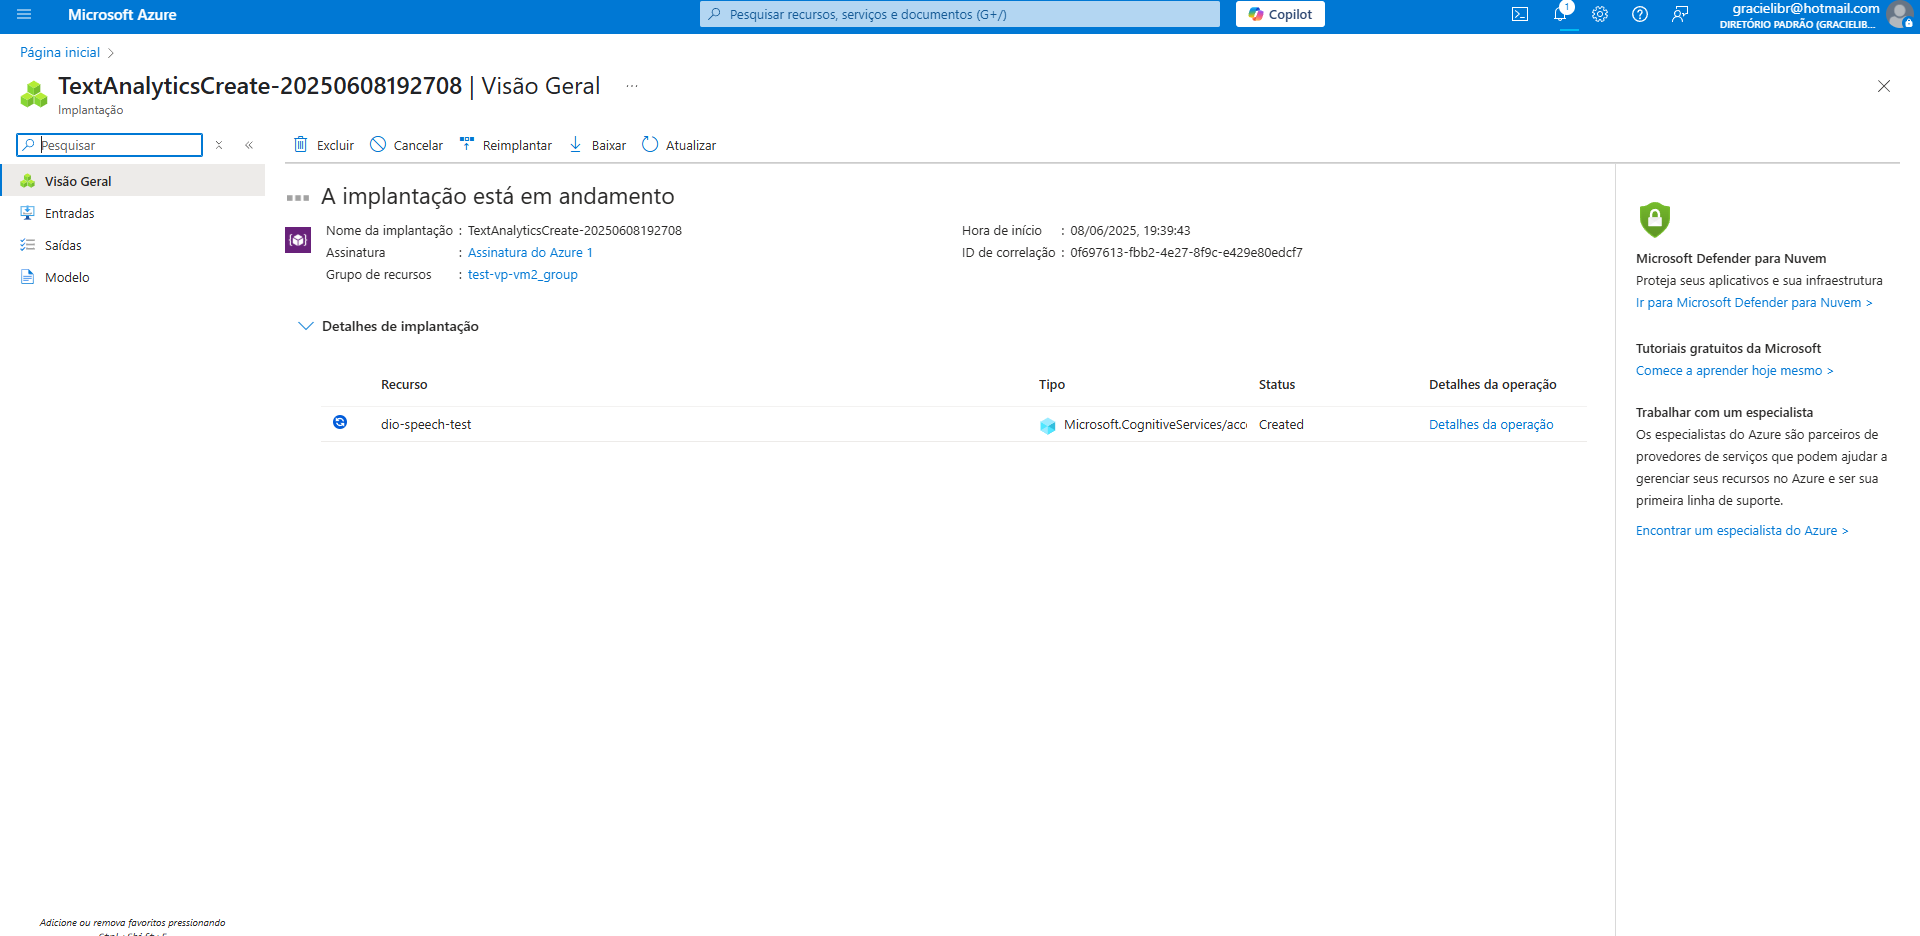 Microsoft Azure
Pesquisar recursos, serviços e documentos (G+/)
Copilot
1
gracielibr@hotmail.com
DIRETÓRIO PADRÃO (GRACIELIB...
Página inicial
TextAnalyticsCreate-20250608192708 | Visão Geral ...
Implantação
Pesquisar
Excluir Cancelar Reimplantar Baixar Atualizar
Visão Geral
Entradas
Saídas
Modelo
A implantação está em andamento
Nome da implantação : TextAnalyticsCreate-20250608192708
Assinatura : Assinatura do Azure 1
Grupo de recursos : test-vp-vm2_group
Hora de início : 08/06/2025, 19:39:43
ID de correlação : 0f697613-fbb2-4e27-8f9c-e429e80edcf7
Detalhes de implantação
Recurso Tipo Status Detalhes da operação
dio-speech-test Microsoft.CognitiveServices/acc Created Detalhes da operação
Microsoft Defender para Nuvem
Proteja seus aplicativos e sua infraestrutura
Ir para Microsoft Defender para Nuvem >
Tutoriais gratuitos da Microsoft
Comece a aprender hoje mesmo >
Trabalhar com um especialista
Os especialistas do Azure são parceiros de
provedores de serviços que podem ajudar a
gerenciar seus recursos no Azure e ser sua
primeira linha de suporte.
Encontrar um especialista do Azure >
Adicione ou remova favoritos pressionando